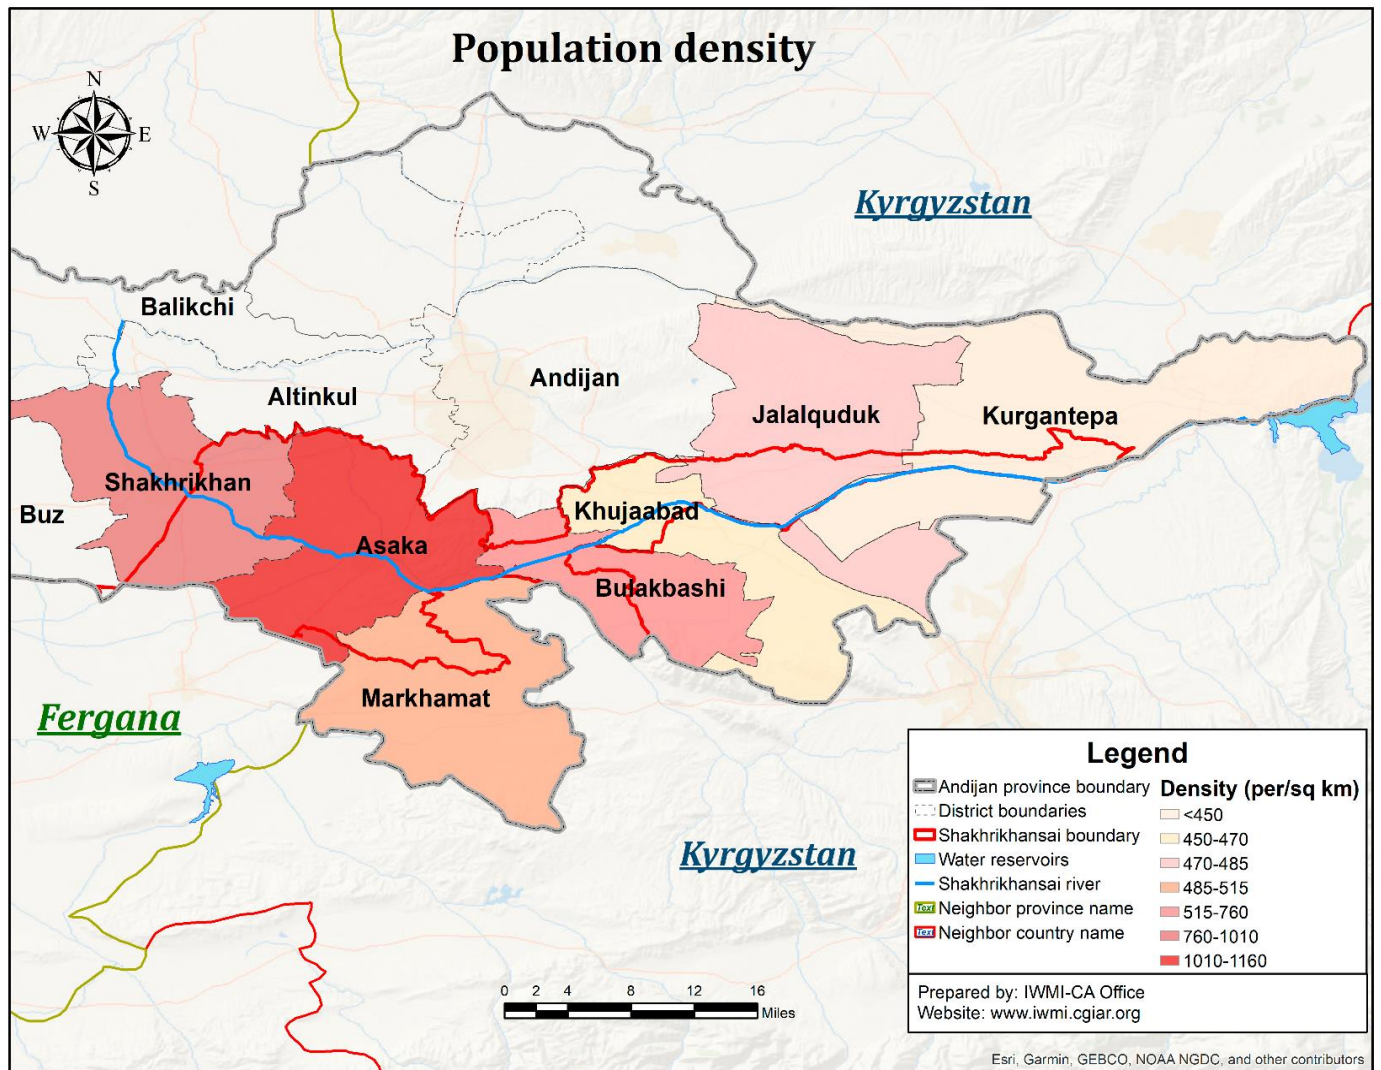 Population density
N
W E
S
Kyrgyzstan
Balikchi
Andijan
Altinkul
Jalalquduk
Kurgantepa
Shakhrikhan
Khujaabad
Buz
Asaka
Bulakbashi
Markhamat
Fergana
Kyrgyzstan
Legend
Andijan province boundary
District boundaries
Shakhrikhansai boundary
Water reservoirs
Shakhrikhansai river
Text Neighbor province name
Text Neighbor country name
Density (per/sq km)
<450
450-470
470-485
485-515
515-760
760-1010
1010-1160
0 2 4 8 12 16
Miles
Prepared by: IWMI-CA Office
Website: www.iwmi.cgiar.org
Esri, Garmin, GEBCO, NOAA NGDC, and other contributors